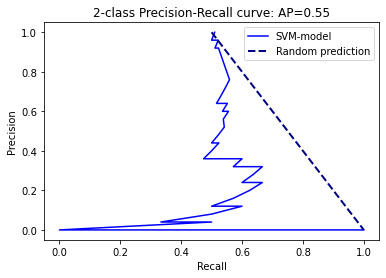 2-class Precision-Recall curve: AP=0.55
SVM-model
Random prediction
Precision
1.0
0.8
0.6
0.4
0.2
0.0
0.0 0.2 0.4 0.6 0.8 1.0
Recall